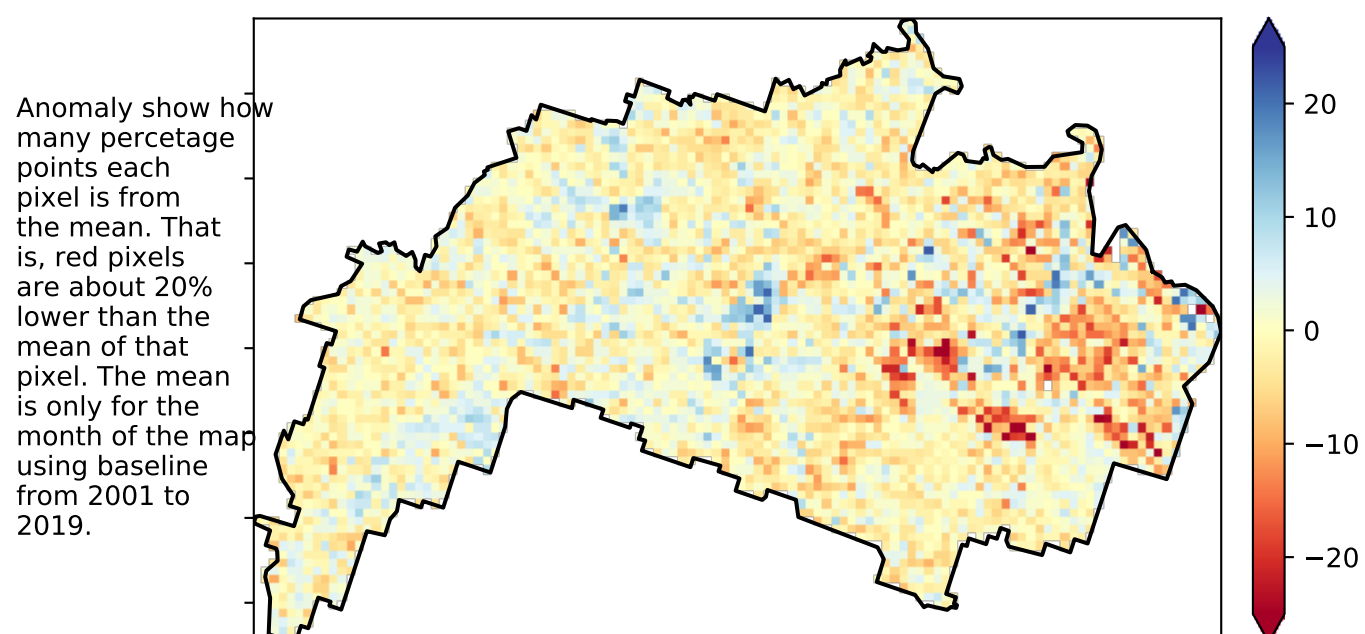 Anomaly show how
many percetage
points each
pixel is from
the mean. That
is, red pixels
are about 20%
lower than the
mean of that
pixel. The mean
is only for the
month of the map
using baseline
from 2001 to
2019.
20
10
0
−10
−20